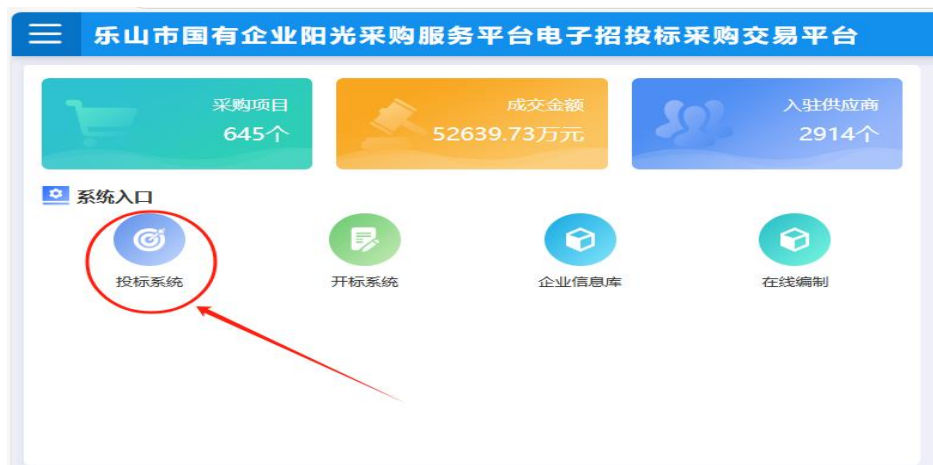 乐山市国有企业阳光采购服务平台电子招投标采购交易平台
采购项目
645个
成交金额
52639.73万元
入驻供应商
2914个
系统入口
投标系统
开标系统
企业信息库
在线编制